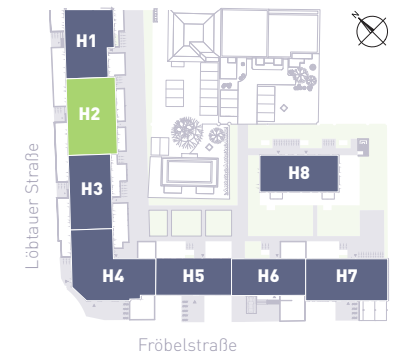 N
H1
H2
H3
H8
H4
H5
H6
H7
Löbtauer Straße
Fröbelstraße